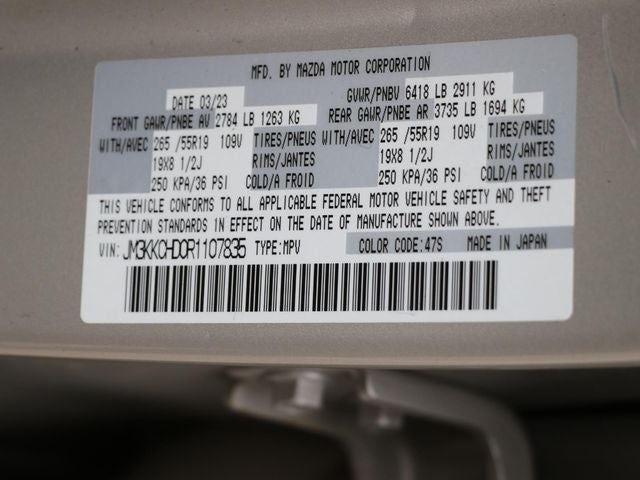 MFD. BY MAZDA MOTOR CORPORATION
DATE 03/23 GVWR/PNBV 6418 LB 2911 KG
FRONT GAWR/PNBE AV 2784 LB 1263 KG REAR GAWR/PNBE AR 3735 LB 1694 KG
WITH/AVEC 265 /55R19 109V TIRES/PNEUS WITH/AVEC 265 /55R19 109V TIRES/PNEUS
19X8 1/2J RIMS/JANTES 19X8 1/2J RIMS/JANTES
250 KPA/36 PSI COLD/A FROID 250 KPA/36 PSI COLD/A FROID
THIS VEHICLE CONFORMS TO ALL APPLICABLE FEDERAL MOTOR VEHICLE SAFETY AND THEFT
PREVENTION STANDARDS IN EFFECT ON THE DATE OF MANUFACTURE SHOWN ABOVE.
VIN: JM3KKCHD0R1107835 TYPE:MPV COLOR CODE:47S MADE IN JAPAN